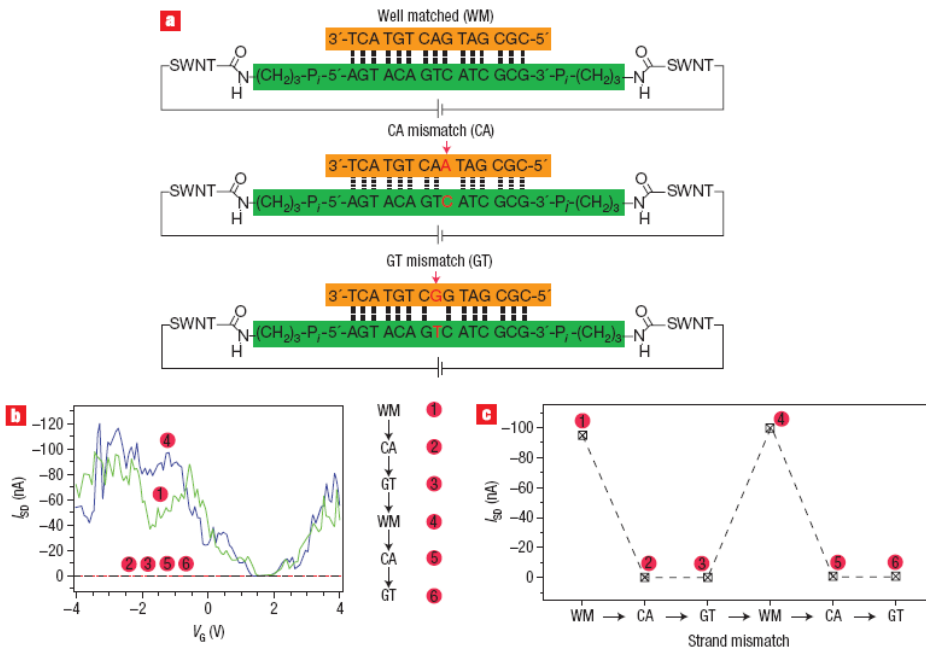 a
Well matched (WM)
3´-TCA TGT CAG TAG CGC-5´
SWNT O N H (CH2)3-Pi-5´-AGT ACA GTC ATC GCG-3´-Pi-(CH2)3 N H O SWNT
CA mismatch (CA)
3´-TCA TGT CAA TAG CGC-5´
SWNT O N H (CH2)3-Pi-5´-AGT ACA GTC ATC GCG-3´-Pi-(CH2)3 N H O SWNT
GT mismatch (GT)
3´-TCA TGT CGG TAG CGC-5´
SWNT O N H (CH2)3-Pi-5´-AGT ACA GTC ATC GCG-3´-Pi-(CH2)3 N H O SWNT
b
ISD (nA)
-120
-100
-80
-60
-40
-20
0
4
1
2 3 5 6
-4 -2 0 2 4
VG (V)
WM 1
CA 2
GT 3
WM 4
CA 5
GT 6
c
ISD (nA)
-100
-80
-60
-40
-20
0
1
2
3
4
5
6
WM → CA → GT → WM → CA → GT
Strand mismatch